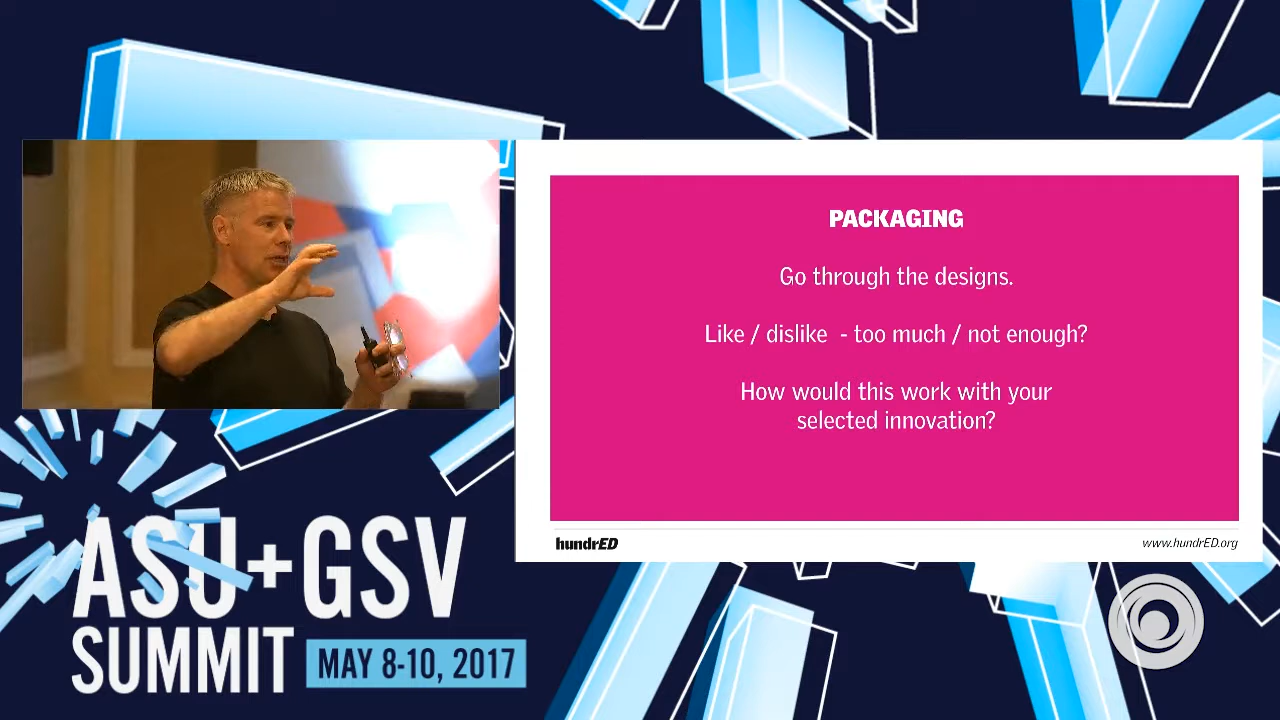 PACKAGING
Go through the designs.
Like / dislike - too much / not enough?
How would this work with your
selected innovation?
hundrED
www.hundrED.org
ASU+GSV
SUMMIT
MAY 8-10, 2017